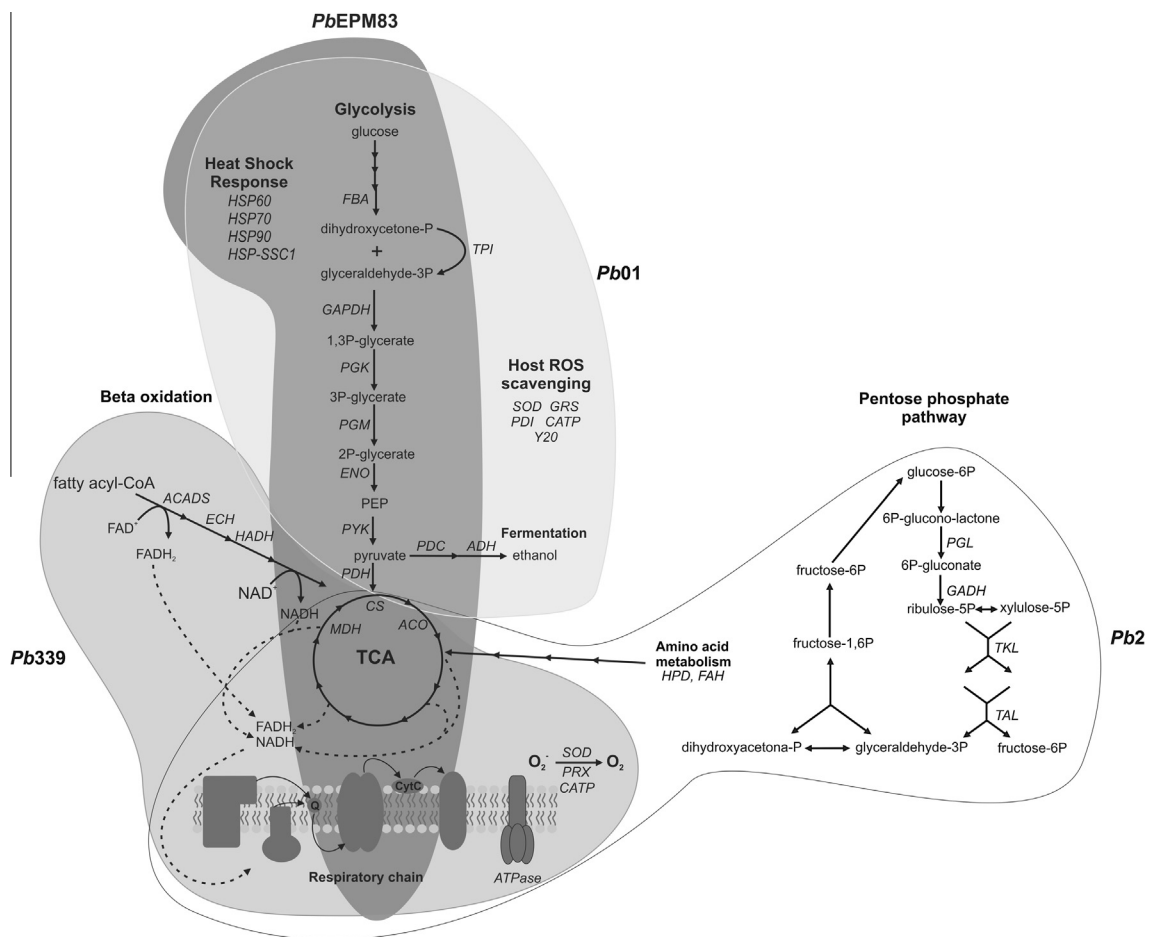 PbEPM83
Glycolysis
glucose
Heat Shock
Response
HSP60
HSP70
HSP90
HSP-SSC1
FBA
dihydroxycetone-P
+
TPI
glyceraldehyde-3P
Pb01
GAPDH
1,3P-glycerate
PGK
3P-glycerate
PGM
2P-glycerate
ENO
PEP
PYK
pyruvate
PDC
ADH
Fermentation
ethanol
PDH
Host ROS
scavenging
SOD GRS
PDI CATP
Y20
Beta oxidation
fatty acyl-CoA
ACADS
ECH
HADH
FAD+
FADH2
NAD+
NADH
Pb339
CS
ACO
MDH
TCA
Amino acid
metabolism
HPD, FAH
FADH2
NADH
O2- SOD O2
PRX
CATP
Q
CytC
Respiratory chain
ATPase
Pentose phosphate
pathway
glucose-6P
6P-glucono-lactone
PGL
6P-gluconate
GADH
ribulose-5P
xylulose-5P
TKL
TAL
fructose-6P
fructose-1,6P
dihydroxyacetona-P
glyceraldehyde-3P
fructose-6P
Pb2